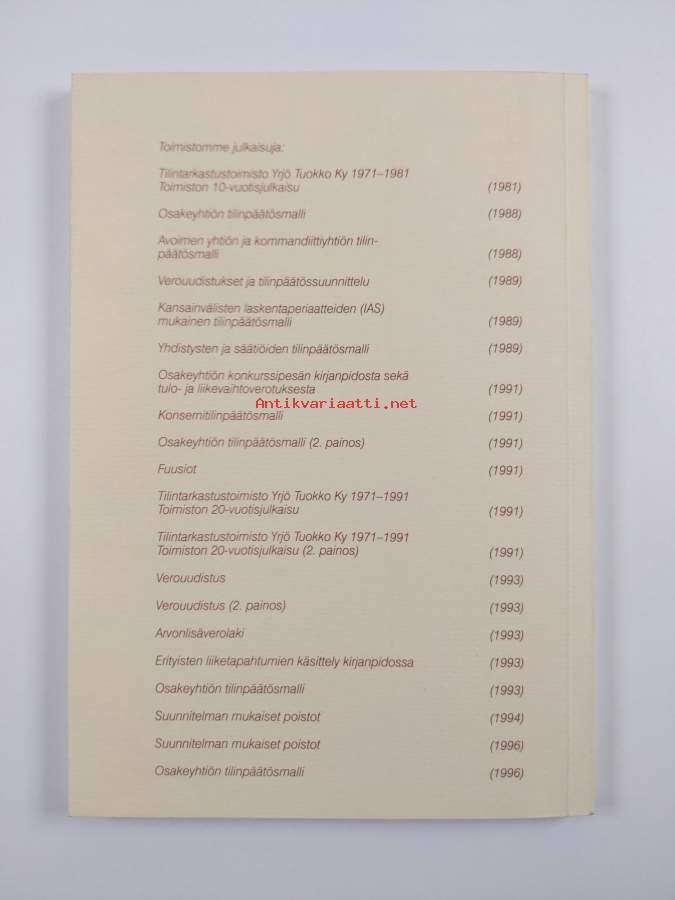 Toimistomme julkaisuja:
Tilintarkastustoimisto Yrjö Tuokko Ky 1971–1981
Toimiston 10-vuotisjulkaisu (1981)
Osakeyhtiön tilinpäätösmalli (1988)
Avoimen yhtiön ja kommandiittiyhtiön tilin-
päätösmalli (1988)
Verouudistukset ja tilinpäätössuunnittelu (1989)
Kansainvälisten laskentaperiaatteiden (IAS)
mukainen tilinpäätösmalli (1989)
Yhdistysten ja säätiöiden tilinpäätösmalli (1989)
Osakeyhtiön konkurssipesän kirjanpidosta sekä
tulo- ja liikevaihtoverotuksesta (1991)
Antikvariaatti.net
Konsernitilinpäätösmalli (1991)
Osakeyhtiön tilinpäätösmalli (2. painos) (1991)
Fuusiot (1991)
Tilintarkastustoimisto Yrjö Tuokko Ky 1971–1991
Toimiston 20-vuotisjulkaisu (1991)
Tilintarkastustoimisto Yrjö Tuokko Ky 1971–1991
Toimiston 20-vuotisjulkaisu (2. painos) (1991)
Verouudistus (1993)
Verouudistus (2. painos) (1993)
Arvonlisäverolaki (1993)
Erityisten liiketapahtumien käsittely kirjanpidossa (1993)
Osakeyhtiön tilinpäätösmalli (1993)
Suunnitelman mukaiset poistot (1994)
Suunnitelman mukaiset poistot (1996)
Osakeyhtiön tilinpäätösmalli (1996)